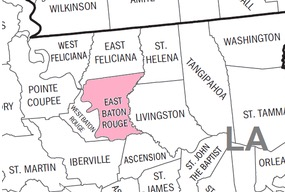 WILKINSON
WEST
FELICIANA
EAST
FELICIANA
ST.
HELENA
WASHINGTON
TANGIPAHOA
POINTE
COUPEE
EAST
BATON
ROUGE
WEST BATON
ROUGE
LIVINGSTON
ST. TAMMA
LA
ST. MARTIN
IBERVILLE
ASCENSION
ST. JOHN
THE BAPTIST
ST.
JAMES
ORLEA